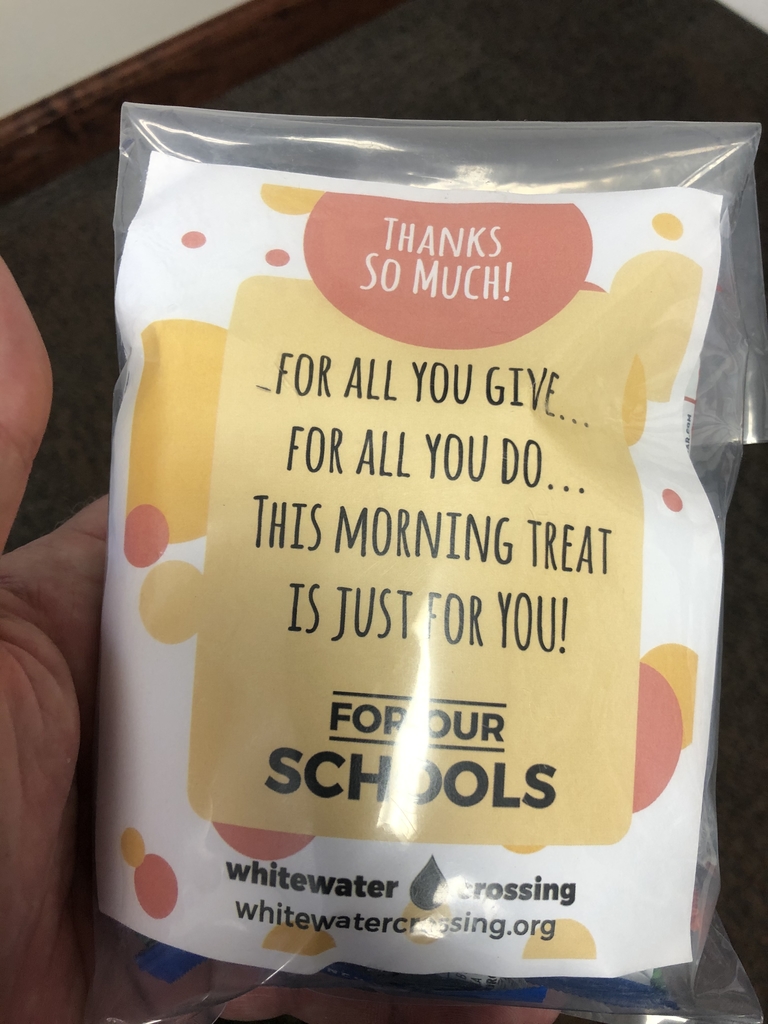 THANKS
SO MUCH!
...FOR ALL YOU GIVE...
FOR ALL YOU DO...
THIS MORNING TREAT
IS JUST FOR YOU!
FOR OUR
SCHOOLS
whitewater crossing
whitewatercrossing.org